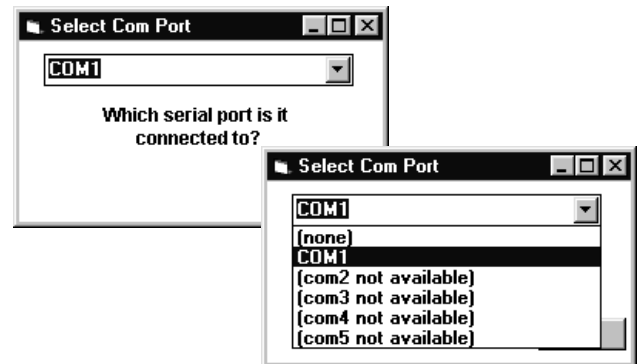 Select Com Port
COM1
Which serial port is it
connected to?
Select Com Port
COM1
(none)
COM1
(com2 not available)
(com3 not available)
(com4 not available)
(com5 not available)